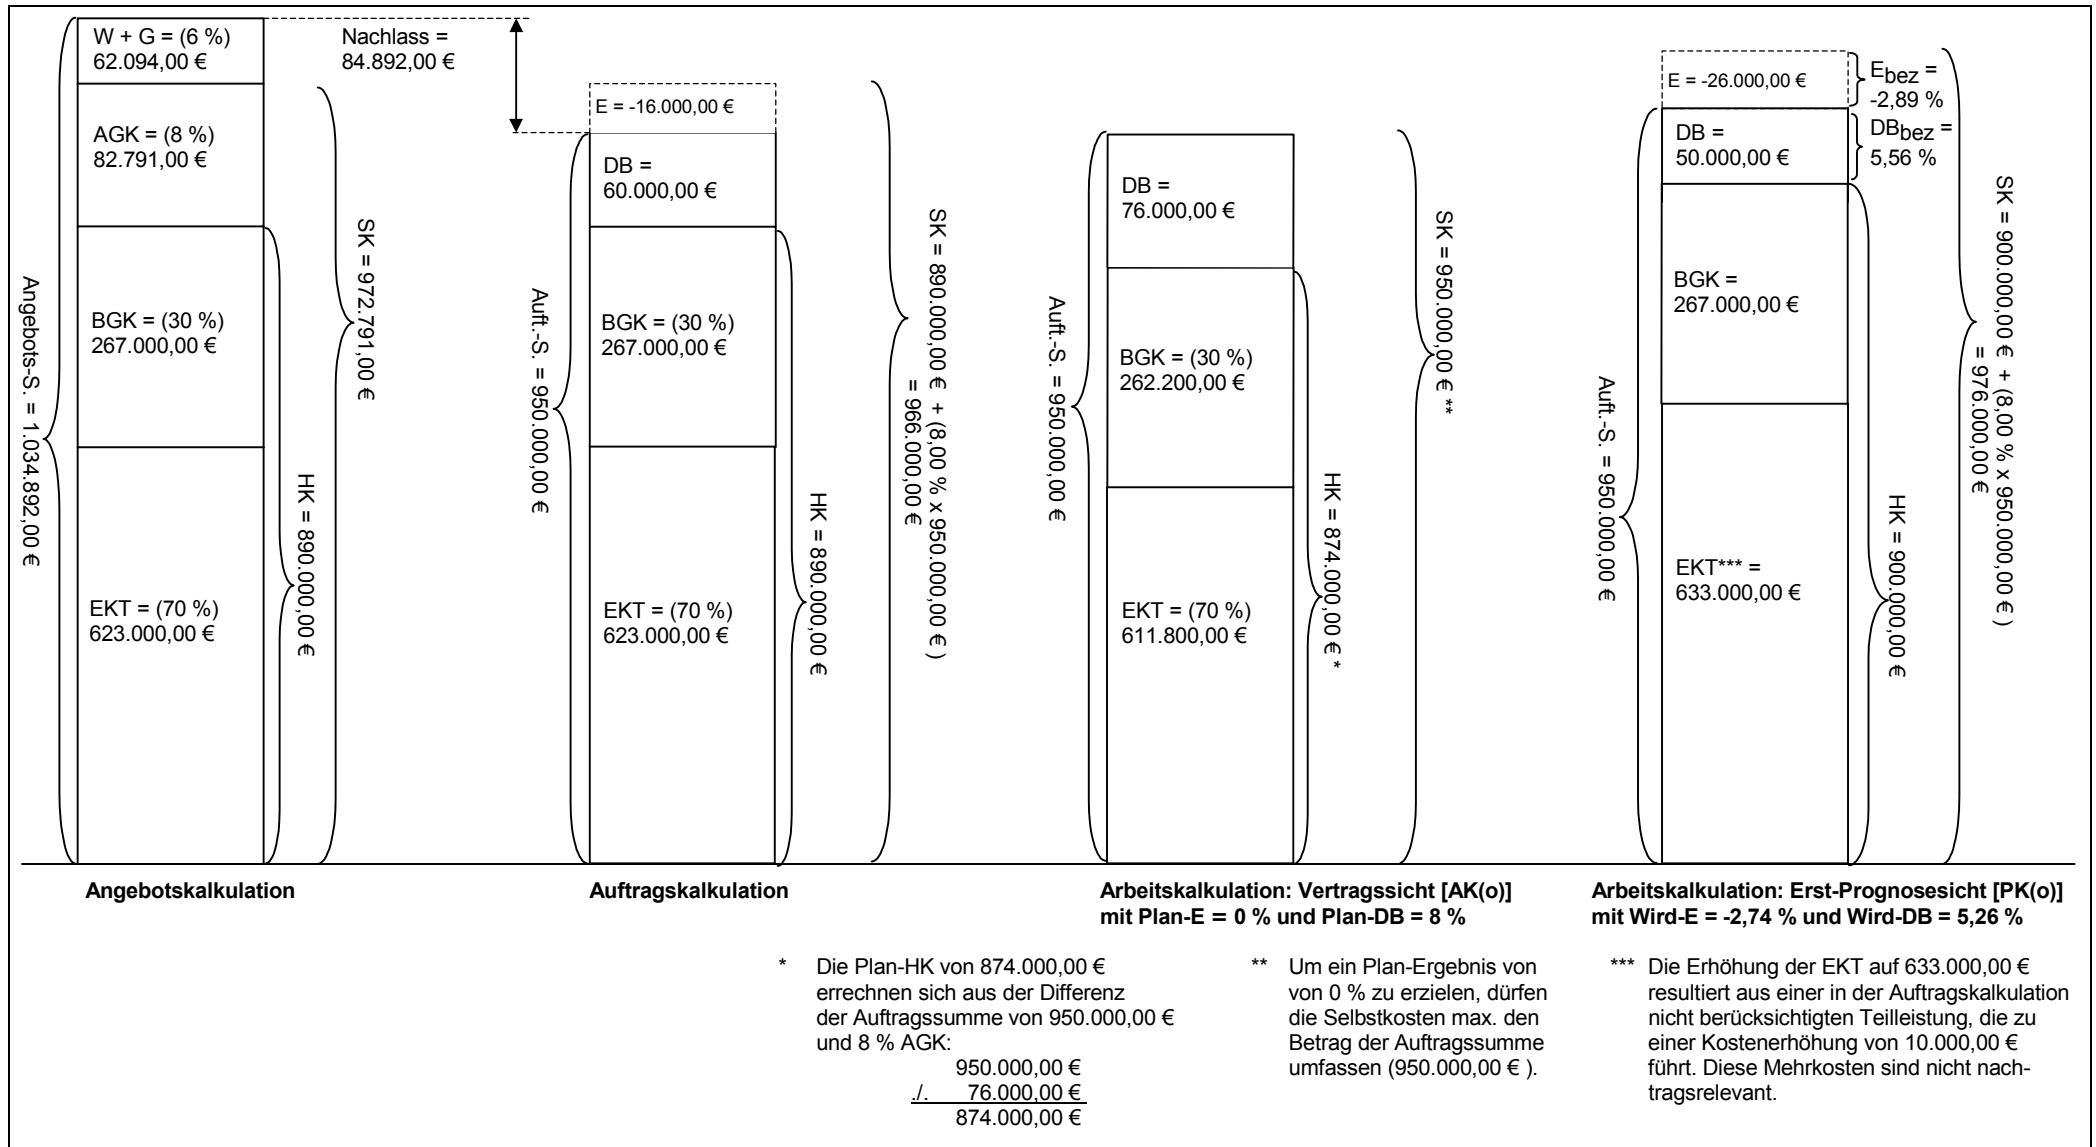 W + G = (6 %)
62.094,00 €
AGK = (8 %)
82.791,00 €
BGK = (30 %)
267.000,00 €
EKT = (70 %)
623.000,00 €
Angebots-S. = 1.034.892,00 €
HK = 890.000,00 €
SK = 972.791,00 €
Nachlass =
84.892,00 €
E = -16.000,00 €
DB =
60.000,00 €
BGK = (30 %)
267.000,00 €
EKT = (70 %)
623.000,00 €
Auft.-S. = 950.000,00 €
HK = 890.000,00 €
SK = 890.000,00 € + (8,00 % x 950.000,00 € )
= 966.000,00 €
DB =
76.000,00 €
BGK = (30 %)
262.200,00 €
EKT = (70 %)
611.800,00 €
Auft.-S. = 950.000,00 €
HK = 874.000,00 € *
SK = 950.000,00 € **
E = -26.000,00 €
DB =
50.000,00 €
BGK =
267.000,00 €
EKT*** =
633.000,00 €
Auft.-S. = 950.000,00 €
Ebez =
-2,89 %
DBbez =
5,56 %
HK = 900.000,00 €
SK = 900.000,00 € + (8,00 % x 950.000,00 € )
= 976.000,00 €
Angebotskalkulation
Auftragskalkulation
Arbeitskalkulation: Vertragssicht [AK(o)]
mit Plan-E = 0 % und Plan-DB = 8 %
Arbeitskalkulation: Erst-Prognosesicht [PK(o)]
mit Wird-E = -2,74 % und Wird-DB = 5,26 %
* Die Plan-HK von 874.000,00 €
errechnen sich aus der Differenz
der Auftragssumme von 950.000,00 €
und 8 % AGK:
950.000,00 €
./. 76.000,00 €
874.000,00 €
** Um ein Plan-Ergebnis von
von 0 % zu erzielen, dürfen
die Selbstkosten max. den
Betrag der Auftragssumme
umfassen (950.000,00 € ).
*** Die Erhöhung der EKT auf 633.000,00 €
resultiert aus einer in der Auftragskalkulation
nicht berücksichtigten Teilleistung, die zu
einer Kostenerhöhung von 10.000,00 €
führt. Diese Mehrkosten sind nicht nach-
tragsrelevant.